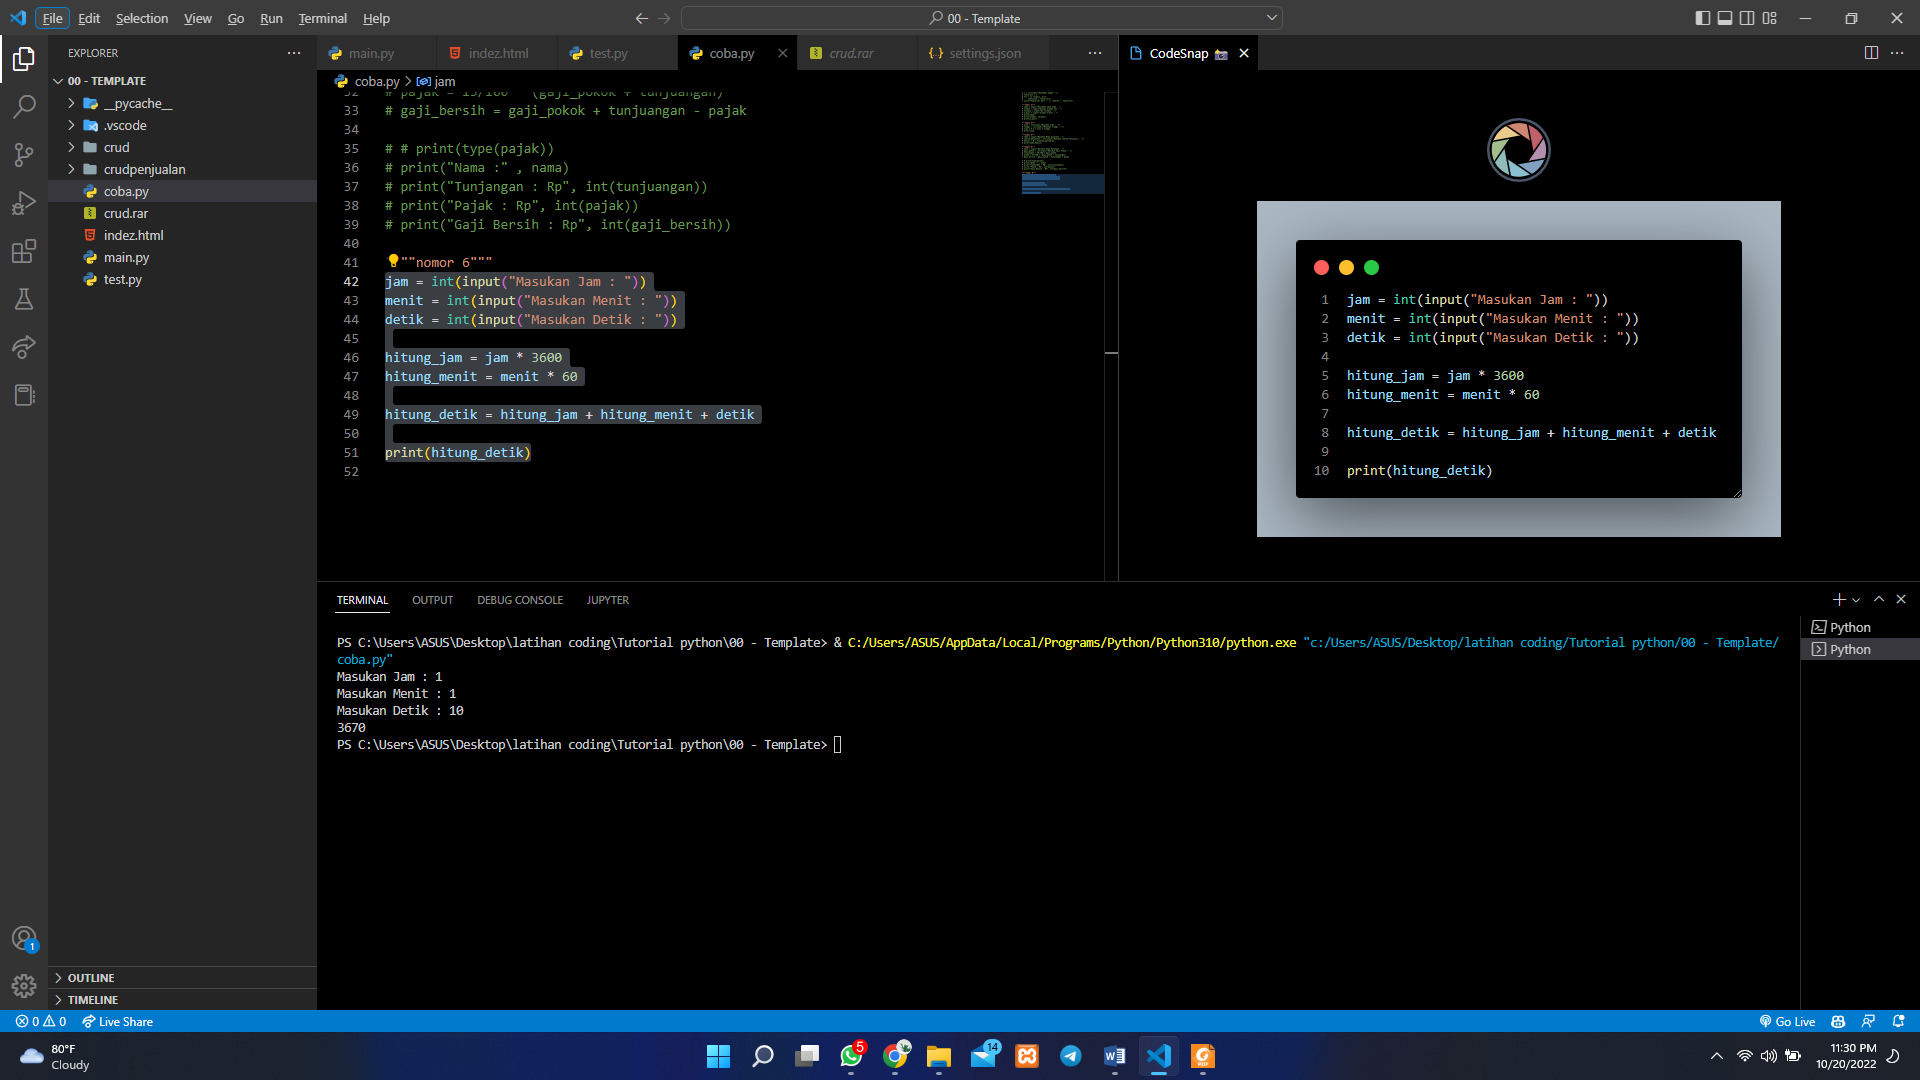 File Edit Selection View Go Run Terminal Help
00 - Template
EXPLORER
00 - TEMPLATE
__pycache__
.vscode
crud
crudpenjualan
coba.py
crud.rar
indez.html
main.py
test.py
OUTLINE
TIMELINE
main.py indez.html test.py coba.py crud.rar settings.json
coba.py > jam
32 # pajak = 15/100 * (gaji_pokok + tunjuangan)
33 # gaji_bersih = gaji_pokok + tunjuangan - pajak
34
35 # # print(type(pajak))
36 # print("Nama :" , nama)
37 # print("Tunjangan : Rp", int(tunjuangan))
38 # print("Pajak : Rp", int(pajak))
39 # print("Gaji Bersih : Rp", int(gaji_bersih))
40
41 ""nomor 6"""
42 jam = int(input("Masukan Jam : "))
43 menit = int(input("Masukan Menit : "))
44 detik = int(input("Masukan Detik : "))
45
46 hitung_jam = jam * 3600
47 hitung_menit = menit * 60
48
49 hitung_detik = hitung_jam + hitung_menit + detik
50
51 print(hitung_detik)
52
CodeSnap
1 jam = int(input("Masukan Jam : "))
2 menit = int(input("Masukan Menit : "))
3 detik = int(input("Masukan Detik : "))
4
5 hitung_jam = jam * 3600
6 hitung_menit = menit * 60
7
8 hitung_detik = hitung_jam + hitung_menit + detik
9
10 print(hitung_detik)
TERMINAL OUTPUT DEBUG CONSOLE JUPYTER
PS C:\Users\ASUS\Desktop\latihan coding\Tutorial python\00 - Template> & C:/Users/ASUS/AppData/Local/Programs/Python/Python310/python.exe "c:/Users/ASUS/Desktop/latihan coding/Tutorial python/00 - Template/
coba.py"
Masukan Jam : 1
Masukan Menit : 1
Masukan Detik : 10
3670
PS C:\Users\ASUS\Desktop\latihan coding\Tutorial python\00 - Template>
Python
Python
1
0 0 Live Share
Go Live
80°F
Cloudy
5
14
11:30 PM
10/20/2022